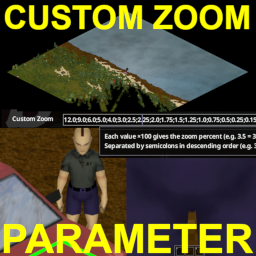 CUSTOM ZOOM
Custom Zoom
12.0;9.0;6.0;5.0;4.0;3.0;2.5;2.25;2.0;1.75;1.5;1.25;1.0;0.75;0.5;0.25;0.15
Each value ×100 gives the zoom percent (e.g. 3.5 = 3
Separated by semicolons in descending order (e.g. 3
PARAMETER